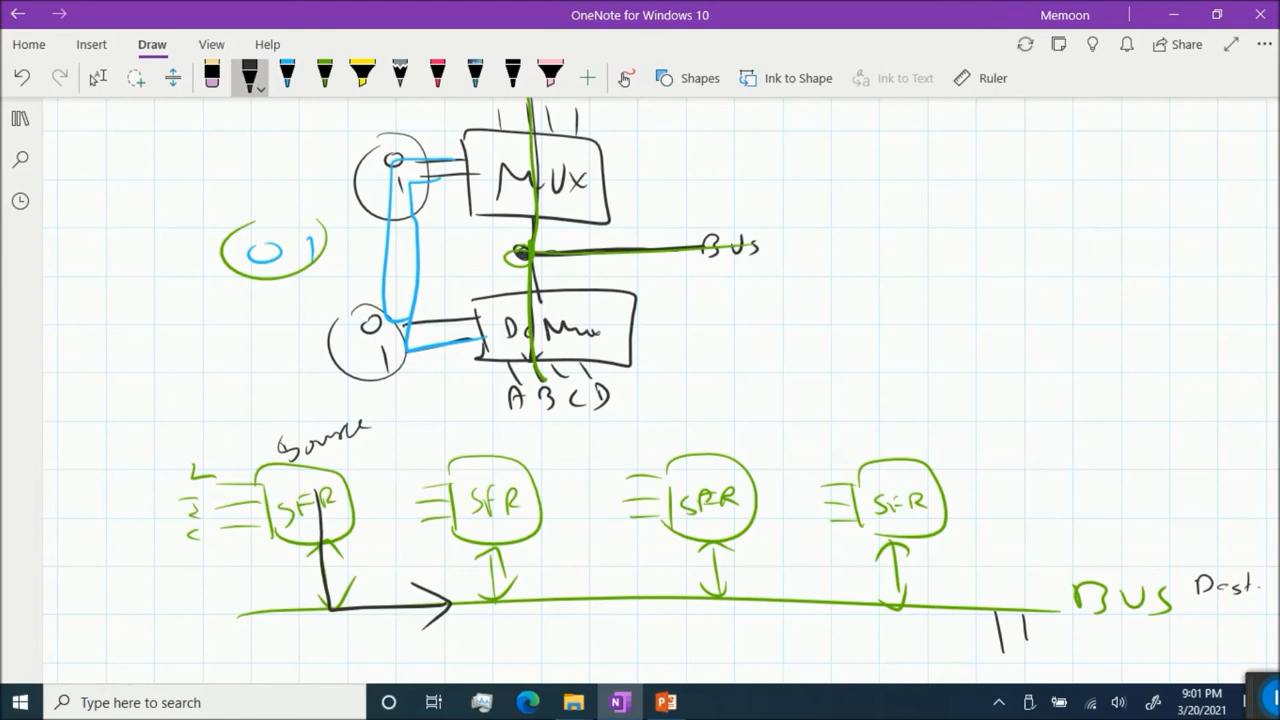 OneNote for Windows 10
Memoon
Home Insert Draw View Help
Share
Shapes Ink to Shape Ink to Text Ruler
0
1
MUx
0 1
BUS
0
1
DeMux
A B C D
Source
L
I
C
SFR SFR SFR SFR
BUS Dest.
Type here to search
9:01 PM
3/20/2021